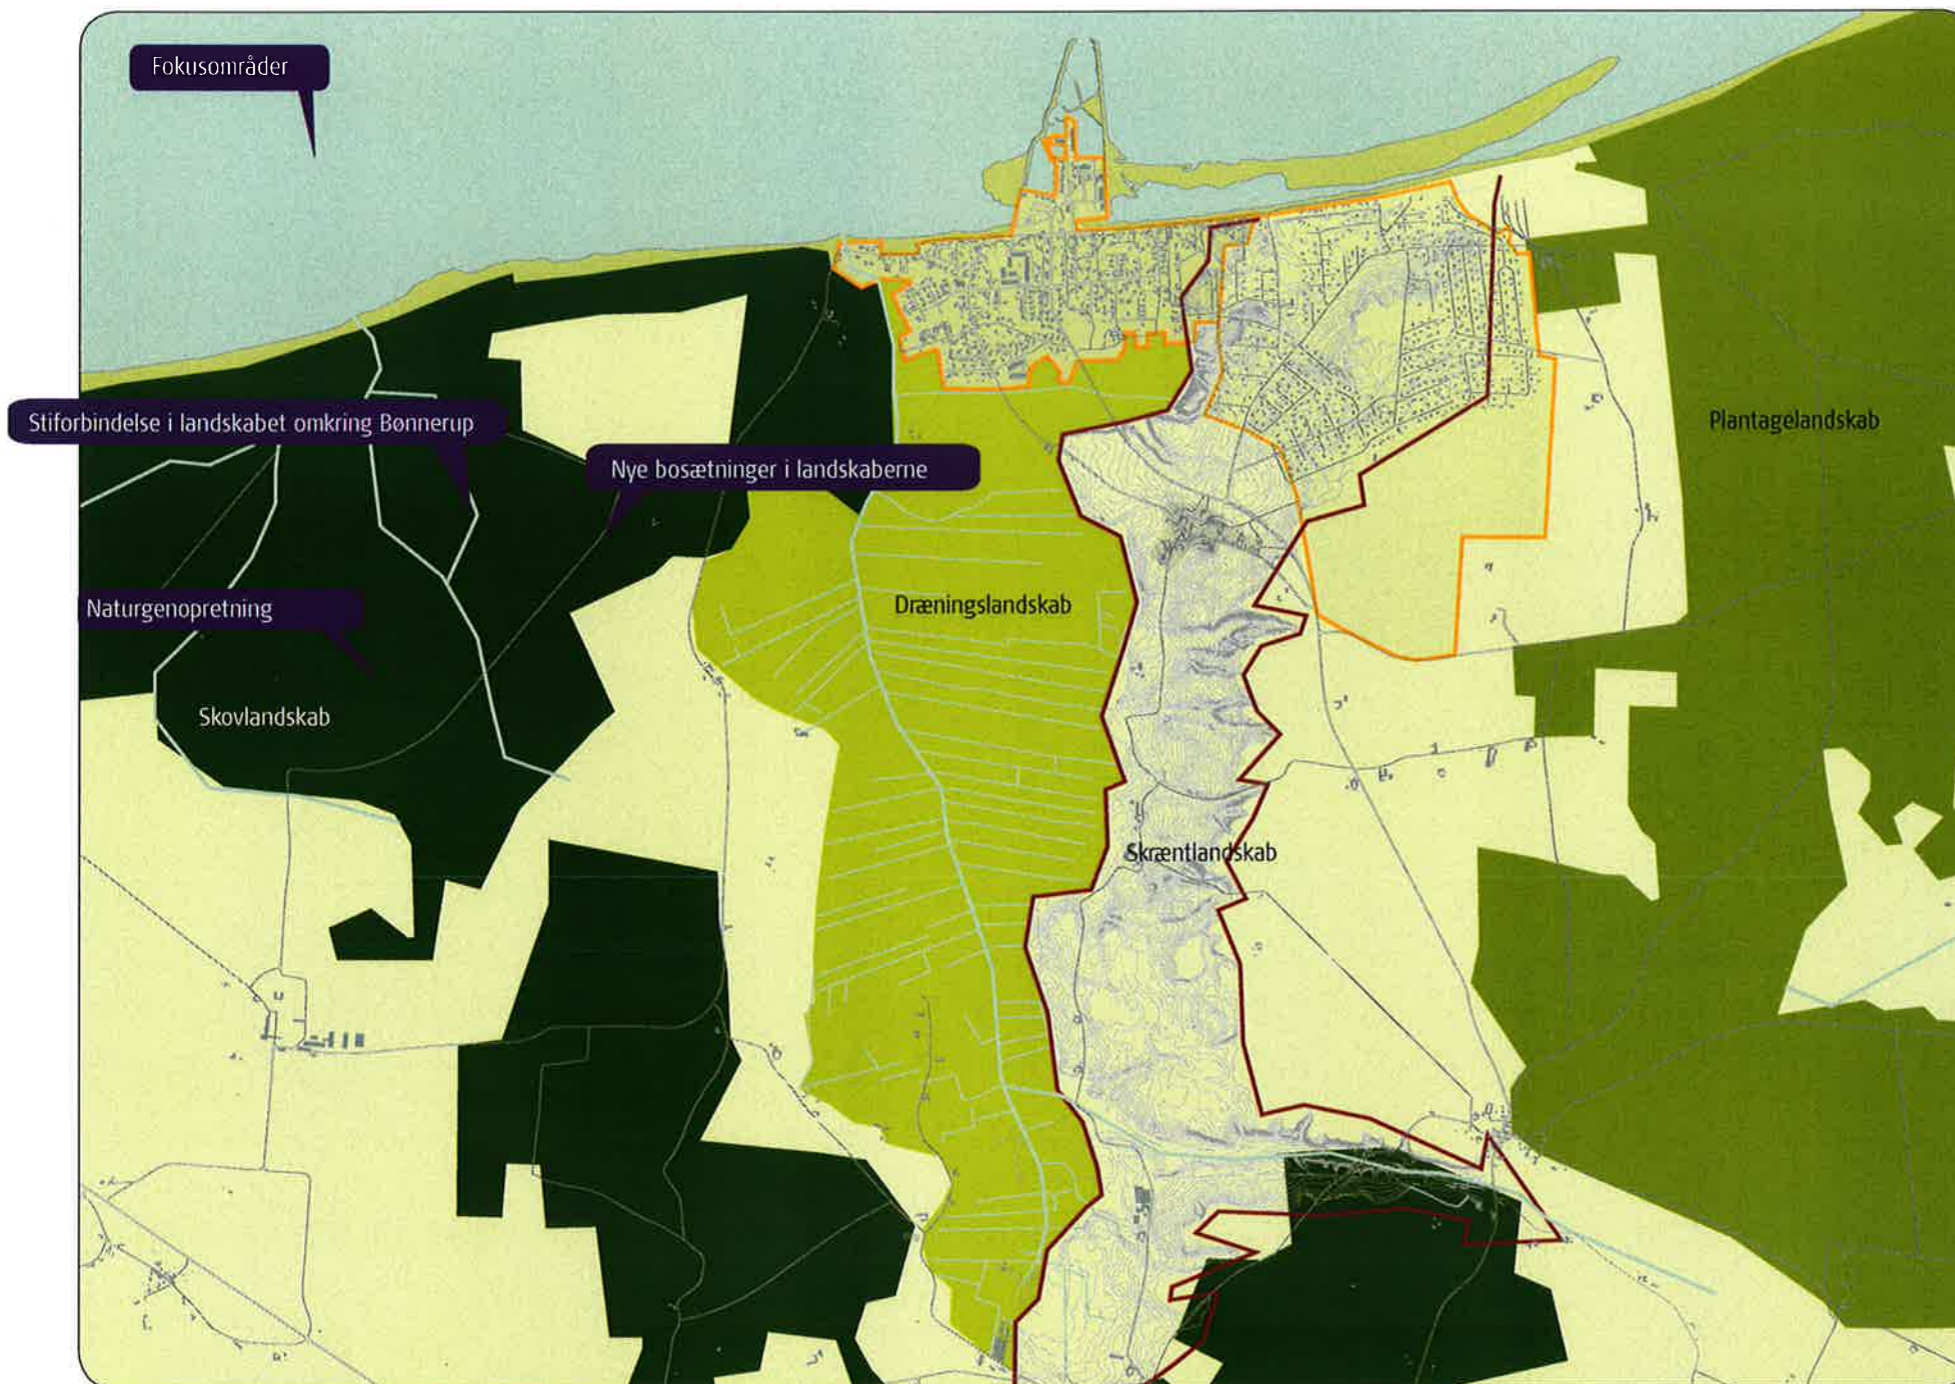 Fokusområder
Stiforbindelse i landskabet omkring Bønnerup
Nye bosætninger i landskaberne
Plantagelandskab
Naturgenopretning
Dræningslandskab
Skovlandskab
Skræntlandskab